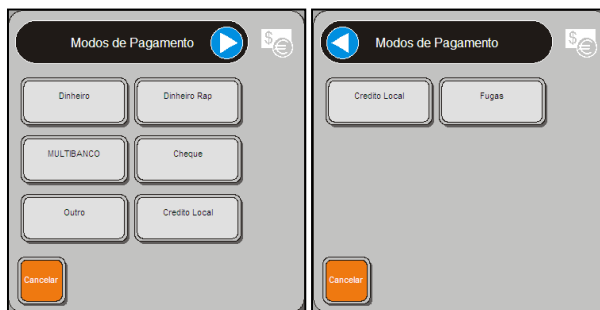 Modos de Pagamento
$€
Dinheiro
Dinheiro Rap
MULTIBANCO
Cheque
Outro
Credito Local
Cancelar
Modos de Pagamento
$€
Credito Local
Fugas
Cancelar